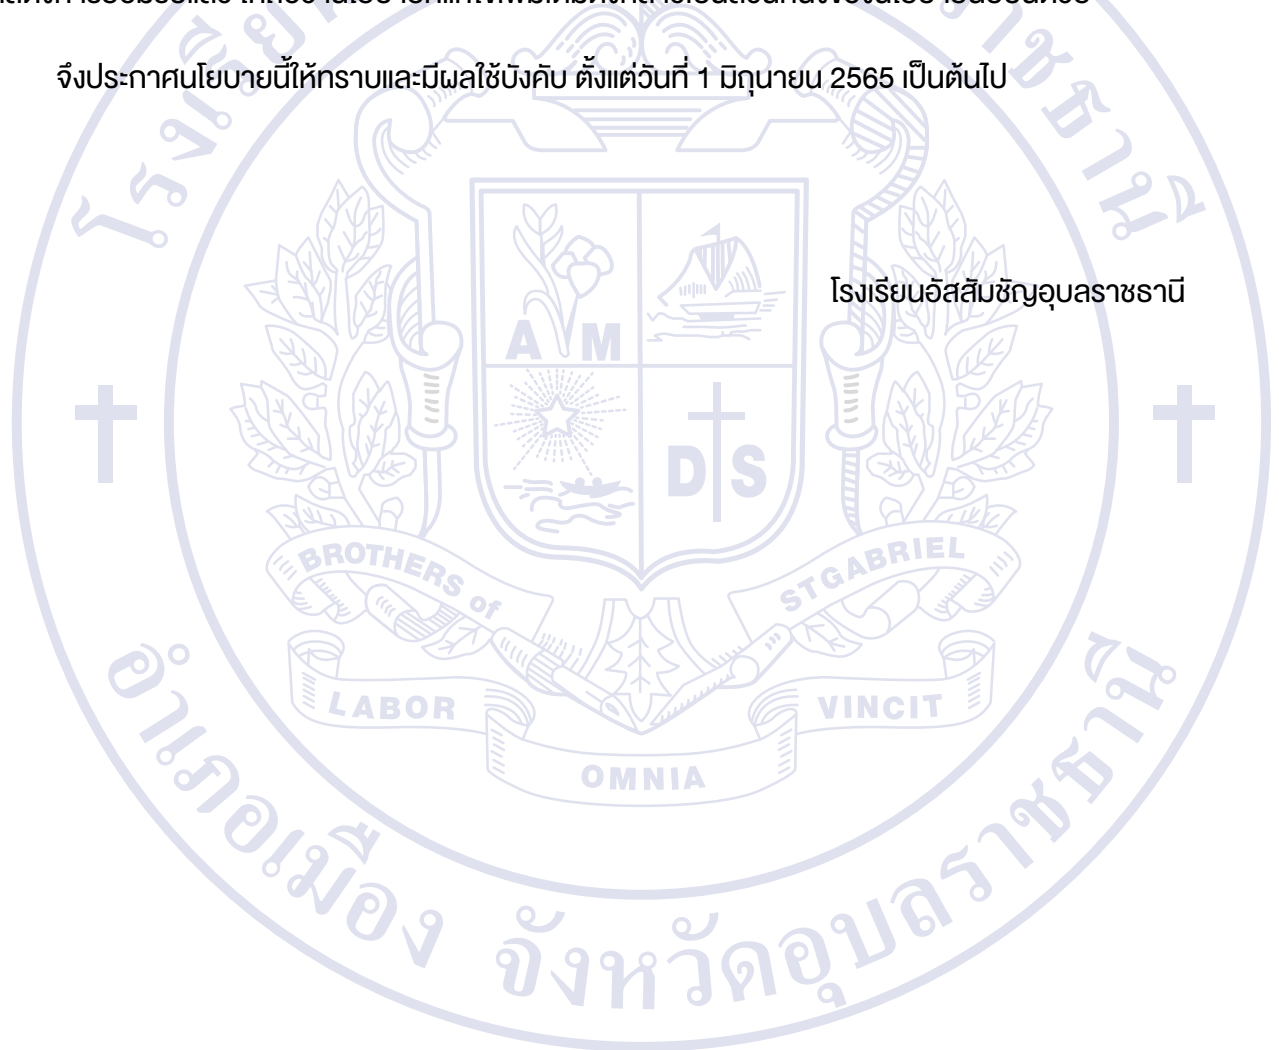 จึงประกาศนโยบายนี้ให้ทราบและมีผลใช้บังคับ ตั้งแต่วันที่ 1 มิถุนายน 2565 เป็นต้นไป
โรงเรียนอัสสัมชัญอุบลราชธานี
A M
D S
BROTHERS of ST GABRIEL
LABOR VINCIT
OMNIA
อำเภอเมือง จังหวัดอุบลราชธานี